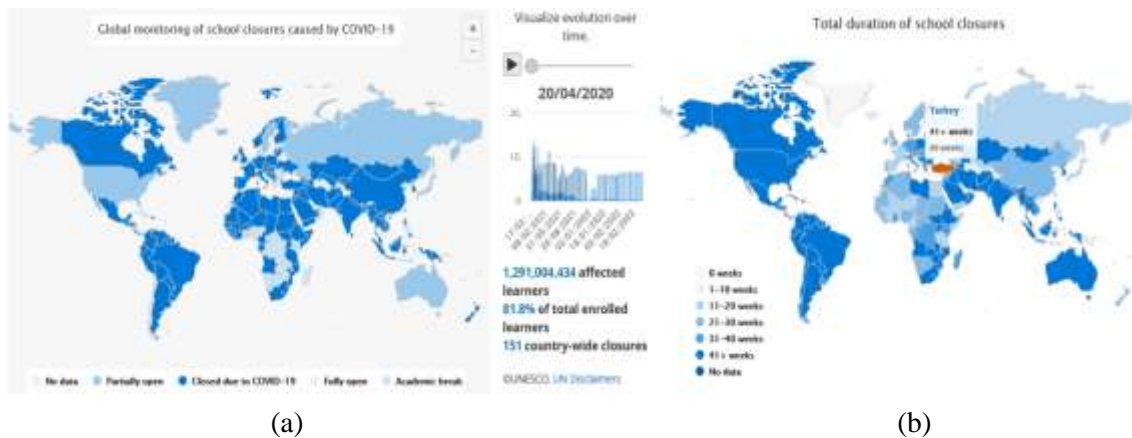 Global monitoring of school closures caused by COVID-19
+
-
No data
Partially open
Closed due to COVID-19
Fully open
Academic break
Visualize evolution over
time.
20/04/2020
1,291,004,434 affected
learners
81.8% of total enrolled
learners
151 country-wide closures
©UNESCO. UN Disclaimers
Total duration of school closures
Turkey
41+ weeks
0 weeks
1-10 weeks
11-20 weeks
21-30 weeks
31-40 weeks
41+ weeks
No data
(a)
(b)